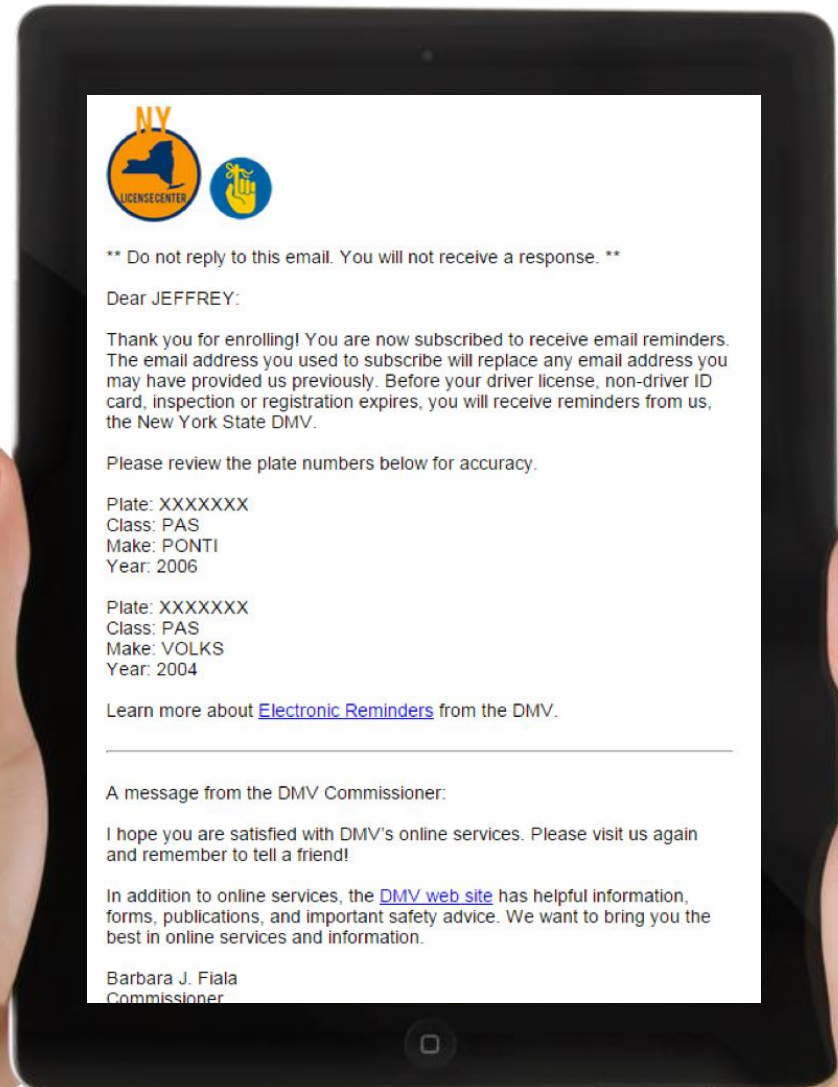 NY
LICENSECENTER
** Do not reply to this email. You will not receive a response. **
Dear JEFFREY:
Thank you for enrolling! You are now subscribed to receive email reminders.
The email address you used to subscribe will replace any email address you
may have provided us previously. Before your driver license, non-driver ID
card, inspection or registration expires, you will receive reminders from us,
the New York State DMV.
Please review the plate numbers below for accuracy.
Plate: XXXXXXX
Class: PAS
Make: PONTI
Year: 2006
Plate: XXXXXXX
Class: PAS
Make: VOLKS
Year: 2004
Learn more about Electronic Reminders from the DMV.
A message from the DMV Commissioner:
I hope you are satisfied with DMV's online services. Please visit us again
and remember to tell a friend!
In addition to online services, the DMV web site has helpful information,
forms, publications, and important safety advice. We want to bring you the
best in online services and information.
Barbara J. Fiala
Commissioner